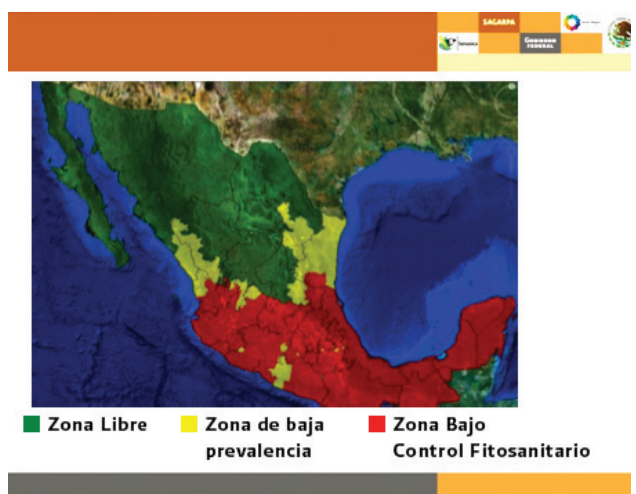 SAGARPA
GOBIERNO
FEDERAL
Zona Libre
Zona de baja
prevalencia
Zona Bajo
Control Fitosanitario